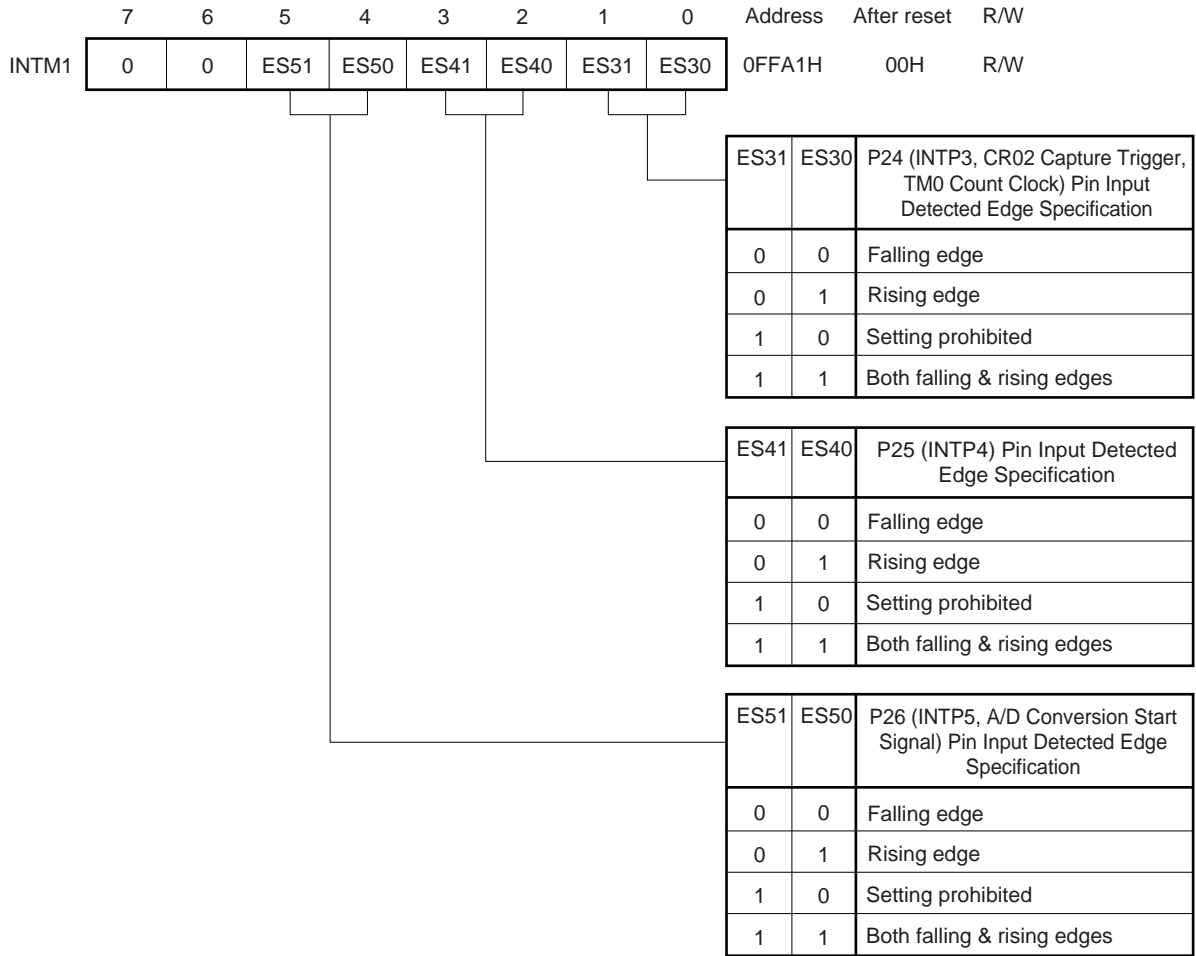 7 6 5 4 3 2 1 0 Address After reset R/W
INTM1 0 0 ES51 ES50 ES41 ES40 ES31 ES30 0FFA1H 00H R/W
ES31 ES30 P24 (INTP3, CR02 Capture Trigger,
TM0 Count Clock) Pin Input
Detected Edge Specification
0 0 Falling edge
0 1 Rising edge
1 0 Setting prohibited
1 1 Both falling & rising edges
ES41 ES40 P25 (INTP4) Pin Input Detected
Edge Specification
0 0 Falling edge
0 1 Rising edge
1 0 Setting prohibited
1 1 Both falling & rising edges
ES51 ES50 P26 (INTP5, A/D Conversion Start
Signal) Pin Input Detected Edge
Specification
0 0 Falling edge
0 1 Rising edge
1 0 Setting prohibited
1 1 Both falling & rising edges